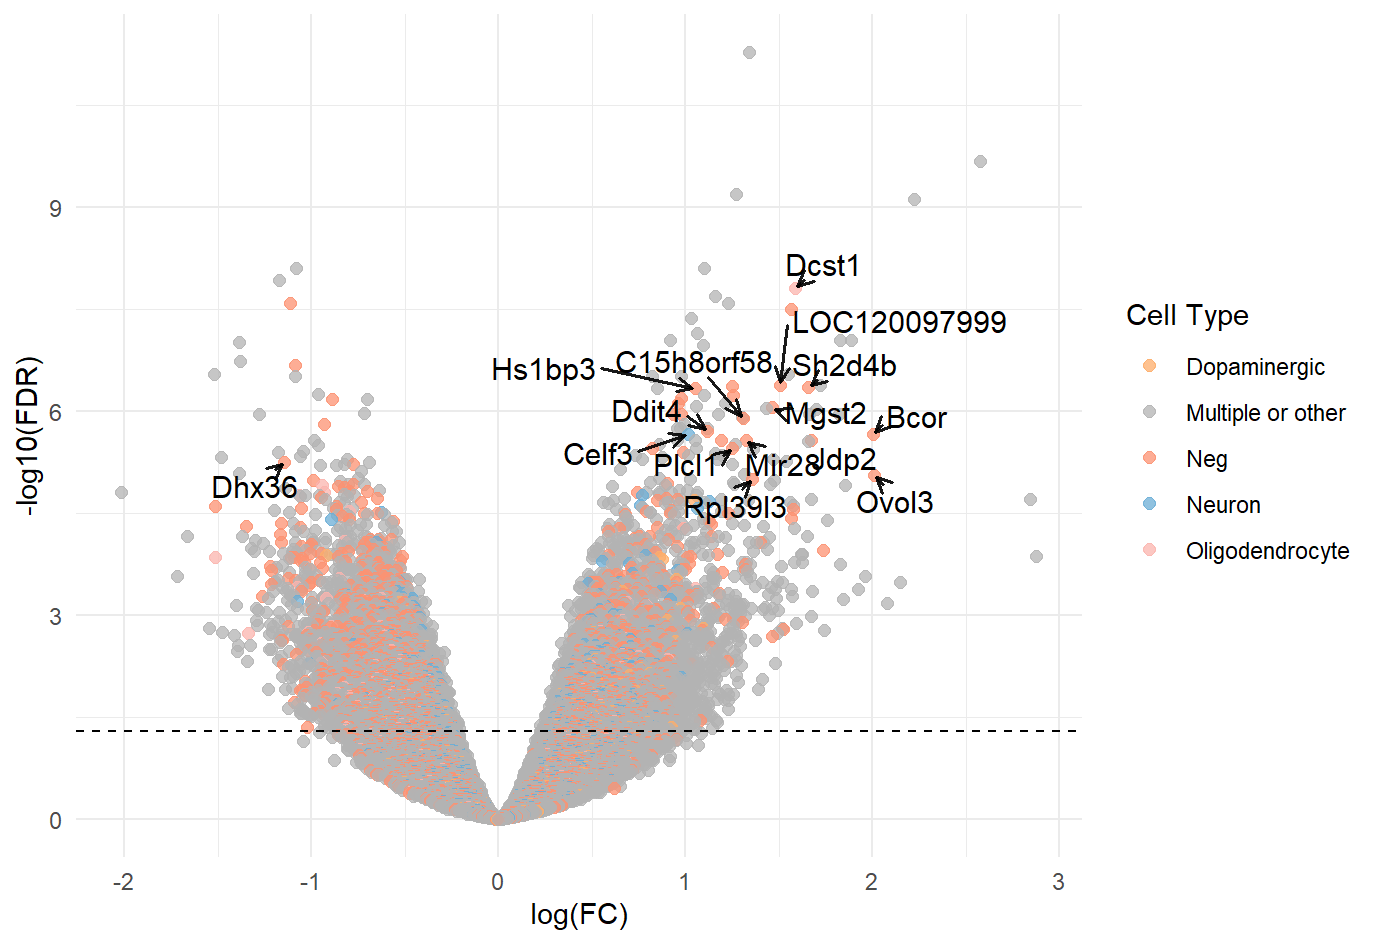 -log10(FDR)
9
6
3
0
-2
-1
0
1
2
3
log(FC)
Dcst1
LOC120097999
C15h8orf58
Sh2d4b
Hs1bp3
Ddit4
Mgst2
Bcor
Celf3
Plcl1
Mir28
Jdp2
Dhx36
Rpl39l3
Ovol3
Cell Type
Dopaminergic
Multiple or other
Neg
Neuron
Oligodendrocyte